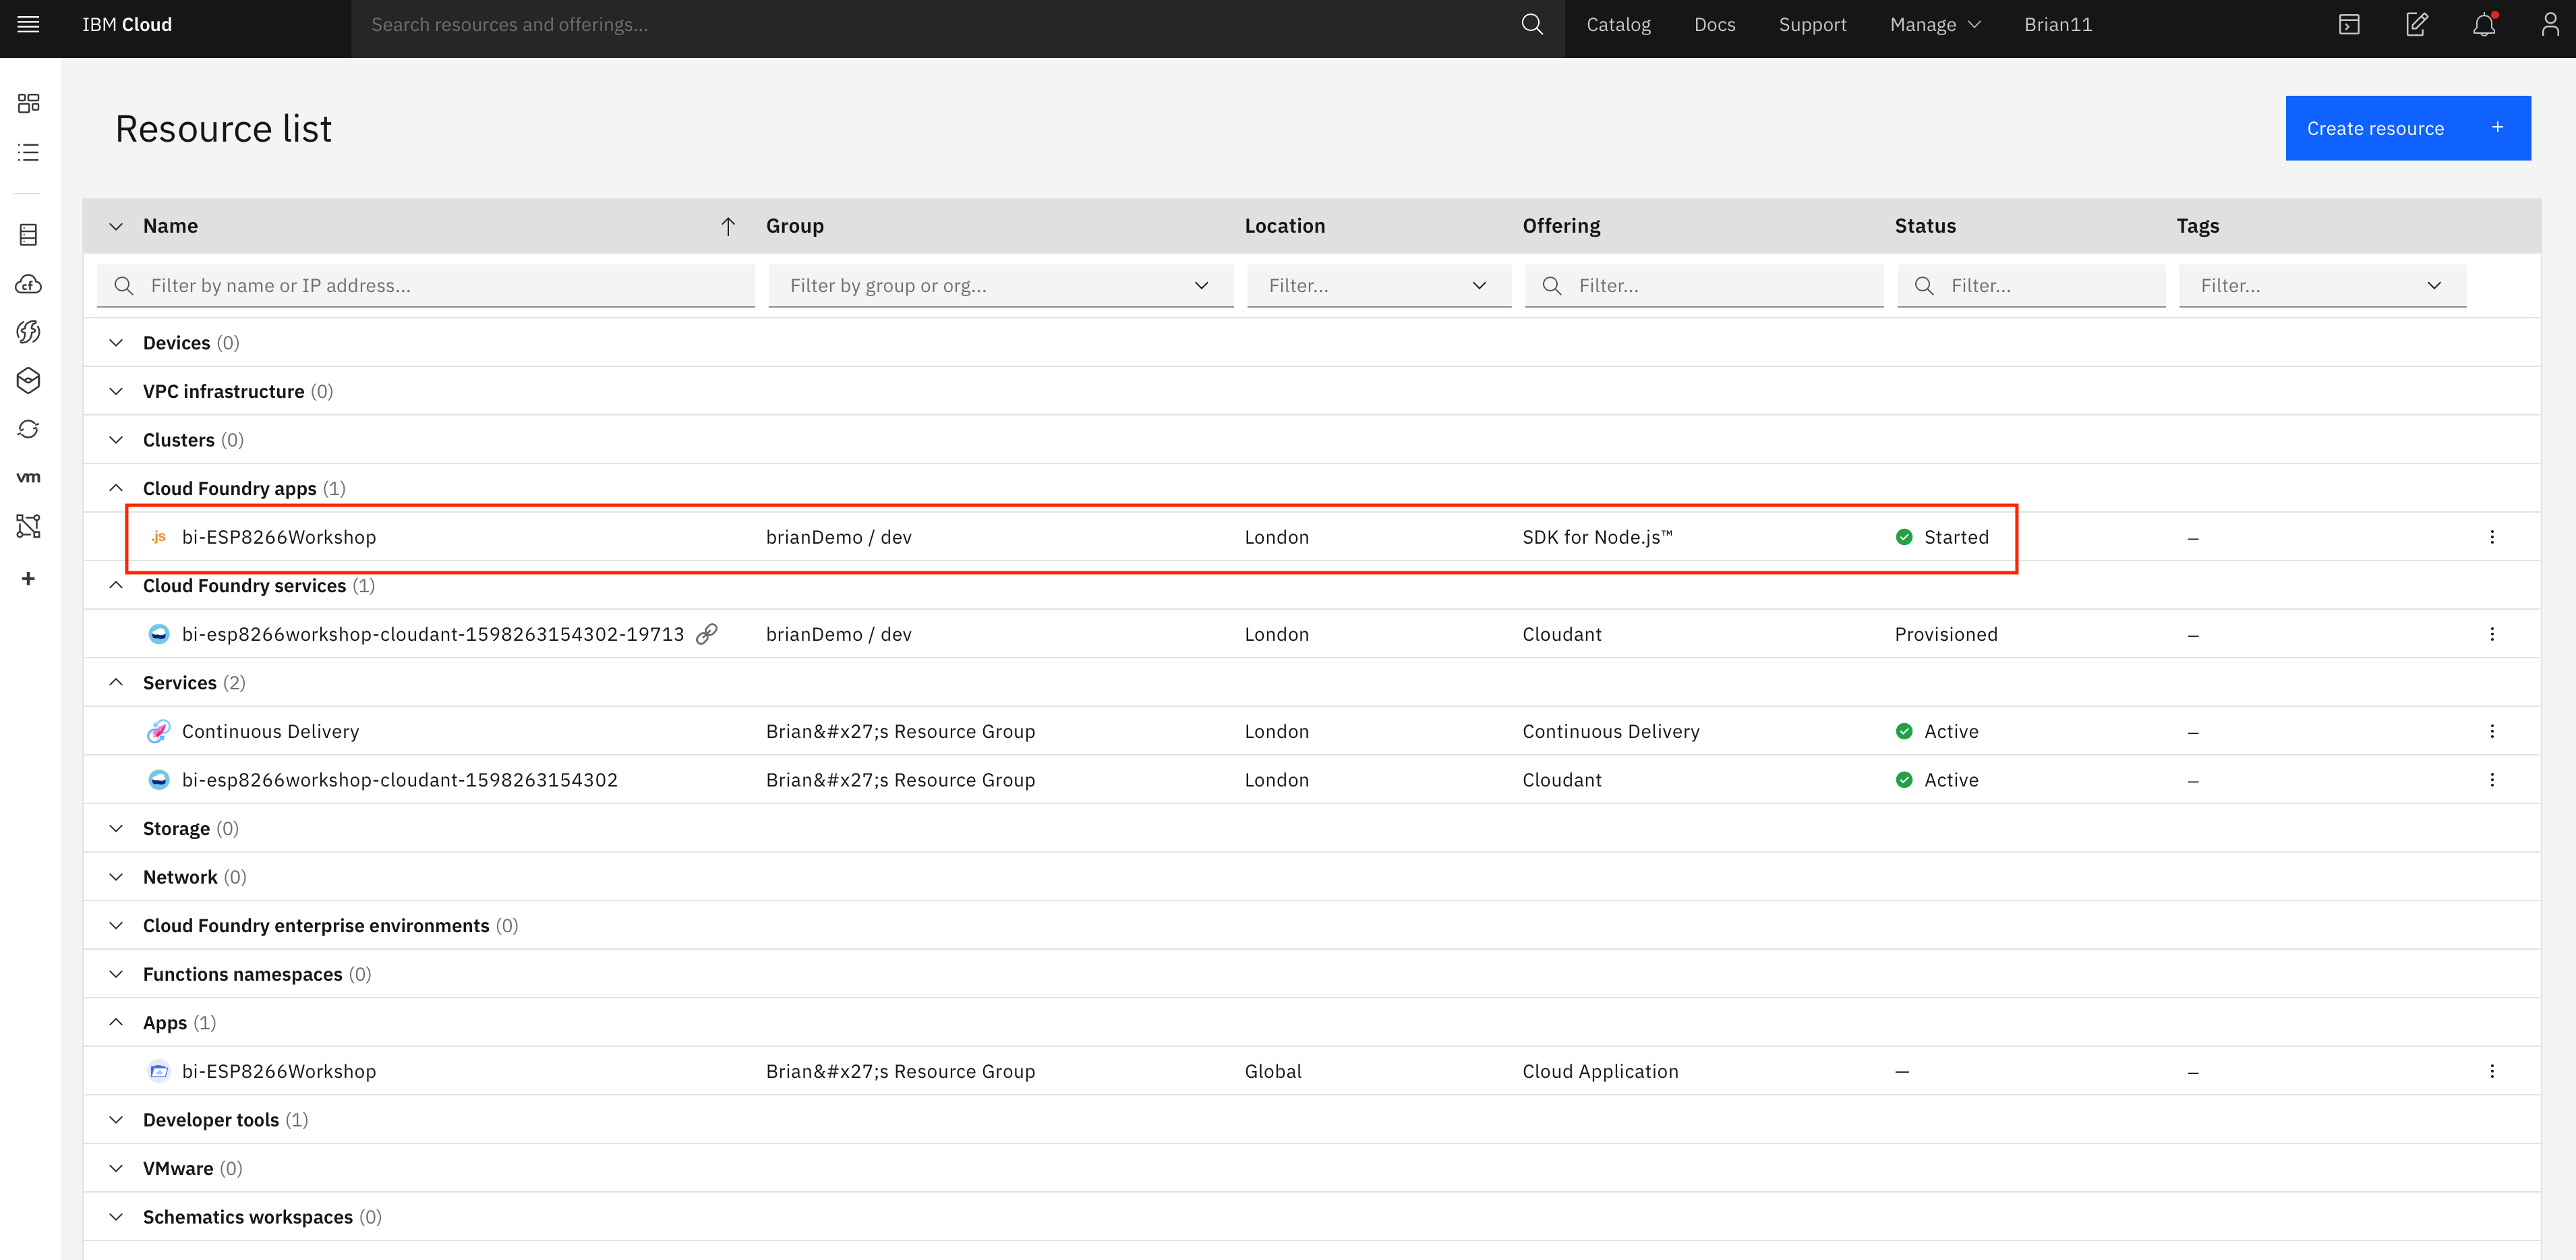 IBM Cloud Search resources and offerings... Catalog Docs Support Manage Brian11
Resource list Create resource +
Name Group Location Offering Status Tags
Filter by name or IP address... Filter by group or org... Filter... Filter... Filter... Filter...
Devices (0)
VPC infrastructure (0)
Clusters (0)
Cloud Foundry apps (1)
.js bi-ESP8266Workshop brianDemo / dev London SDK for Node.js™ Started –
Cloud Foundry services (1)
bi-esp8266workshop-cloudant-1598263154302-19713 brianDemo / dev London Cloudant Provisioned –
Services (2)
Continuous Delivery Brian&#x27;s Resource Group London Continuous Delivery Active –
bi-esp8266workshop-cloudant-1598263154302 Brian&#x27;s Resource Group London Cloudant Active –
Storage (0)
Network (0)
Cloud Foundry enterprise environments (0)
Functions namespaces (0)
Apps (1)
bi-ESP8266Workshop Brian&#x27;s Resource Group Global Cloud Application — –
Developer tools (1)
VMware (0)
Schematics workspaces (0)
cf
vm
+